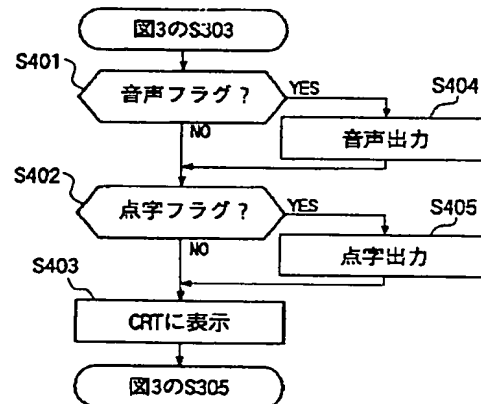 図3のS303
S401
音声フラグ?
YES
S404
NO
音声出力
S402
点字フラグ?
YES
S405
NO
点字出力
S403
CRTに表示
図3のS305